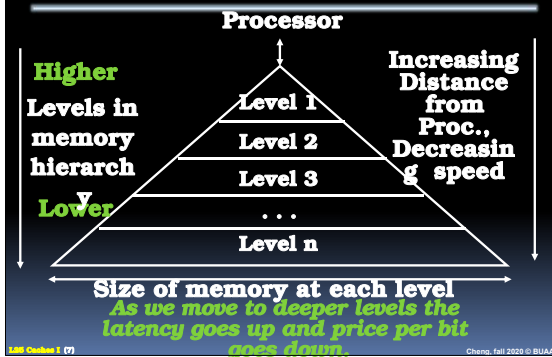 Processor
Higher
Levels in
memory
hierarch
y
Lower
Increasing
Distance
from
Proc.,
Decreasin
g speed
Level 1
Level 2
Level 3
. . .
Level n
Size of memory at each level
As we move to deeper levels the
latency goes up and price per bit
goes down.
L25 Caches I (7)
Cheng, fall 2020 © BUAA